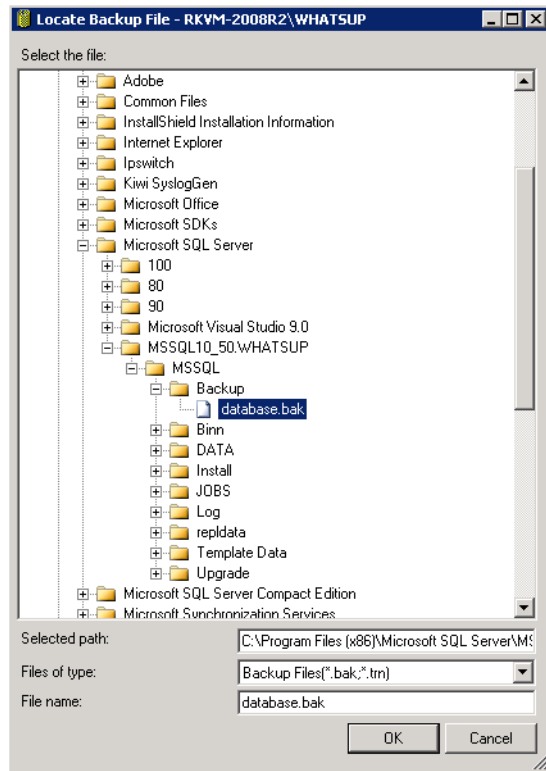 Locate Backup File - RKVM-2008R2\WHATSUP
Select the file:
Adobe
Common Files
InstallShield Installation Information
Internet Explorer
Ipswitch
Kiwi SyslogGen
Microsoft Office
Microsoft SDKs
Microsoft SQL Server
100
80
90
Microsoft Visual Studio 9.0
MSSQL10_50.WHATSUP
MSSQL
Backup
database.bak
Binn
DATA
Install
JOBS
Log
repldata
Template Data
Upgrade
Microsoft SQL Server Compact Edition
Microsoft Synchronization Services
Selected path: C:\Program Files (x86)\Microsoft SQL Server\MS
Files of type: Backup Files(*.bak;*.trn)
File name: database.bak
OK Cancel